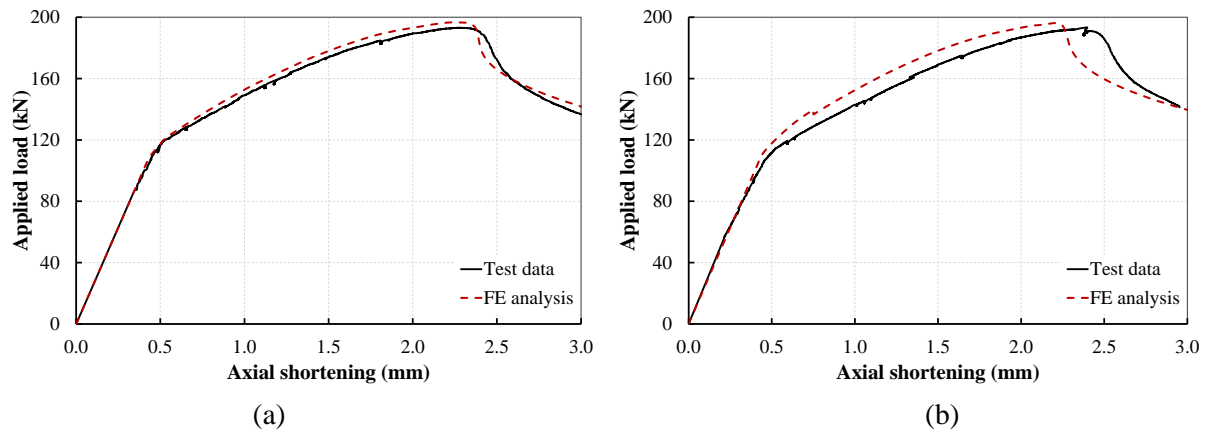 200
160
120
80
40
0
Applied load (kN)
Test data
FE analysis
0.0 0.5 1.0 1.5 2.0 2.5 3.0
Axial shortening (mm)
(a)
200
160
120
80
40
0
Applied load (kN)
Test data
FE analysis
0.0 0.5 1.0 1.5 2.0 2.5 3.0
Axial shortening (mm)
(b)